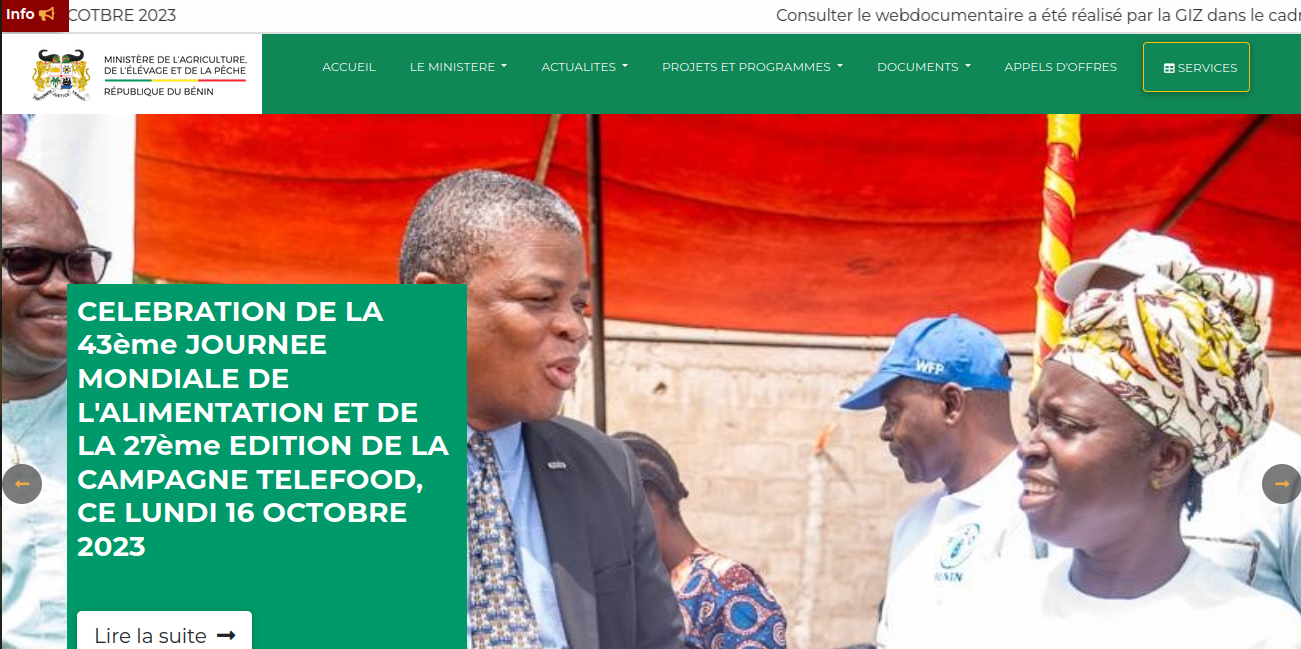 Info
COTBRE 2023
Consulter le webdocumentaire a été réalisé par la GIZ dans le cadr
MINISTÈRE DE L'AGRICULTURE,
DE L'ÉLEVAGE ET DE LA PÊCHE
RÉPUBLIQUE DU BÉNIN
ACCUEIL
LE MINISTERE
ACTUALITES
PROJETS ET PROGRAMMES
DOCUMENTS
APPELS D'OFFRES
SERVICES
CELEBRATION DE LA
43ème JOURNEE
MONDIALE DE
L'ALIMENTATION ET DE
LA 27ème EDITION DE LA
CAMPAGNE TELEFOOD,
CE LUNDI 16 OCTOBRE
2023
Lire la suite
WFP
BENIN